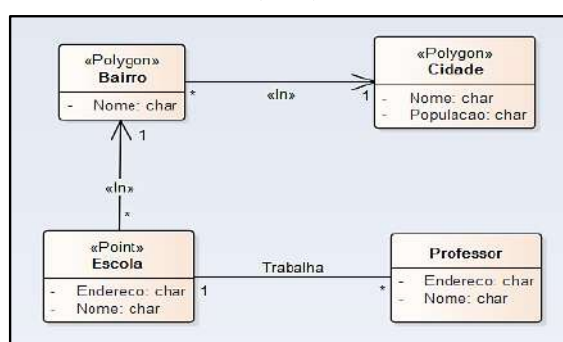 «Polygon»
Bairro
- Nome: char
«Polygon»
Cidade
- Nome: char
- Populacao: char
*
«In»
1
1
«In»
*
«Point»
Escola
- Endereco: char
- Nome: char
Trabalha
1
*
Professor
- Endereco: char
- Nome: char